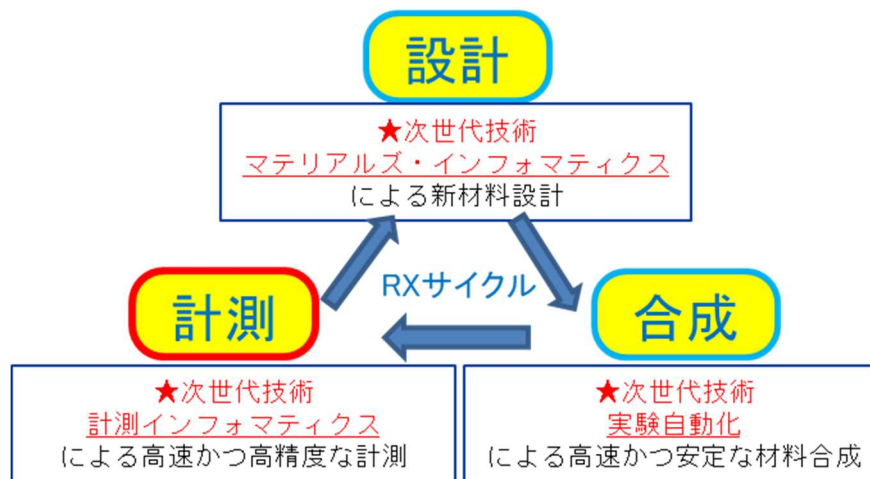 設計
★次世代技術
マテリアルズ・インフォマティクス
による新材料設計
RXサイクル
計測
★次世代技術
計測インフォマティクス
による高速かつ高精度な計測
合成
★次世代技術
実験自動化
による高速かつ安定な材料合成